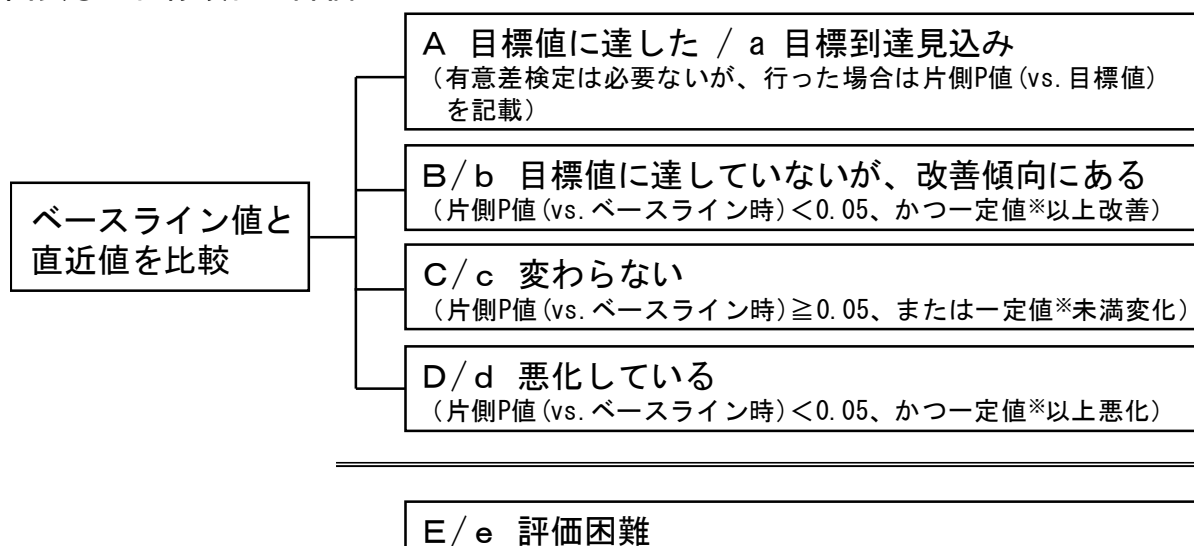 A 目標値に達した / a 目標到達見込み
(有意差検定は必要ないが、行った場合は片側P値(vs.目標値)
を記載)
B/b 目標値に達していないが、改善傾向にある
(片側P値(vs.ベースライン時)<0.05、かつ一定値※以上改善)
ベースライン値と
直近値を比較
C/c 変わらない
(片側P値(vs.ベースライン時)≧0.05、または一定値※未満変化)
D/d 悪化している
(片側P値(vs.ベースライン時)<0.05、かつ一定値※以上悪化)
E/e 評価困難